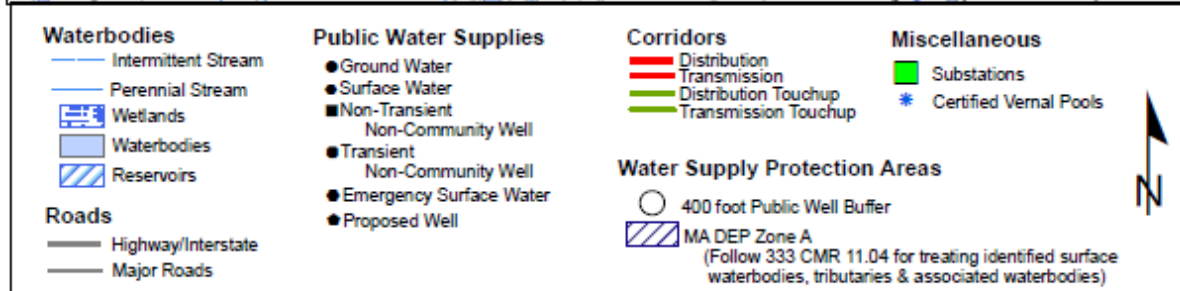 Waterbodies
Intermittent Stream
Perennial Stream
Wetlands
Waterbodies
Reservoirs
Roads
Highway/Interstate
Major Roads
Public Water Supplies
Ground Water
Surface Water
Non-Transient
Non-Community Well
Transient
Non-Community Well
Emergency Surface Water
Proposed Well
Corridors
Distribution
Transmission
Distribution Touchup
Transmission Touchup
Miscellaneous
Substations
Certified Vernal Pools
Water Supply Protection Areas
400 foot Public Well Buffer
MA DEP Zone A
(Follow 333 CMR 11.04 for treating identified surface
waterbodies, tributaries & associated waterbodies)
N